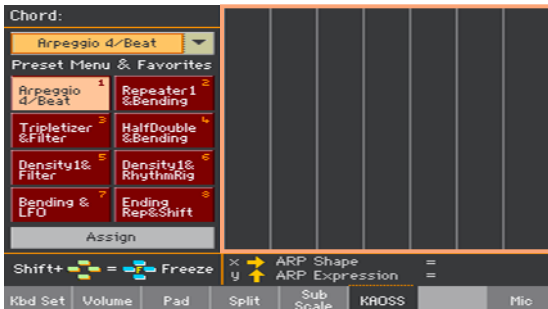 Chord:
Arpeggio 4/Beat
Preset Menu & Favorites
Arpeggio 4/Beat 1
Repeater1 &Bending 2
Tripletizer &Filter 3
HalfDouble &Bending 4
Density1& Filter 5
Density1& RhythmRig 6
Bending & LFO 7
Ending Rep&Shift 8
Assign
Shift+ = F Freeze
x ARP Shape =
y ARP Expression =
Kbd Set Volume Pad Split Sub Scale KAOSS Mic